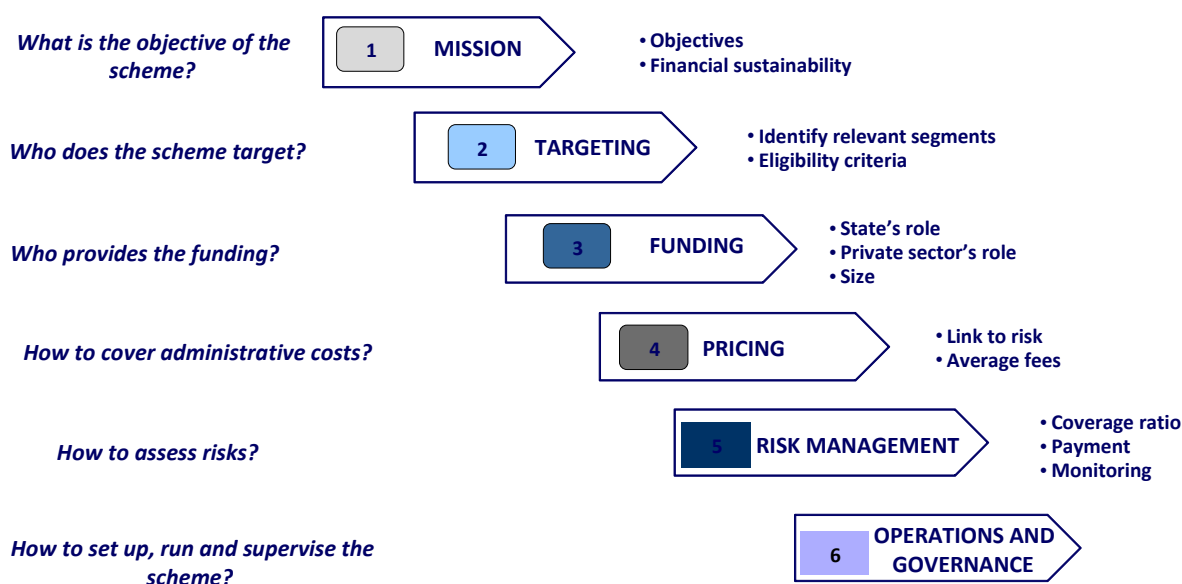 What is the objective of the
scheme?
1
MISSION
• Objectives
• Financial sustainability
Who does the scheme target?
2
TARGETING
• Identify relevant segments
• Eligibility criteria
Who provides the funding?
3
FUNDING
• State’s role
• Private sector’s role
• Size
How to cover administrative costs?
4
PRICING
• Link to risk
• Average fees
How to assess risks?
5
RISK MANAGEMENT
• Coverage ratio
• Payment
• Monitoring
How to set up, run and supervise the
scheme?
6
OPERATIONS AND
GOVERNANCE